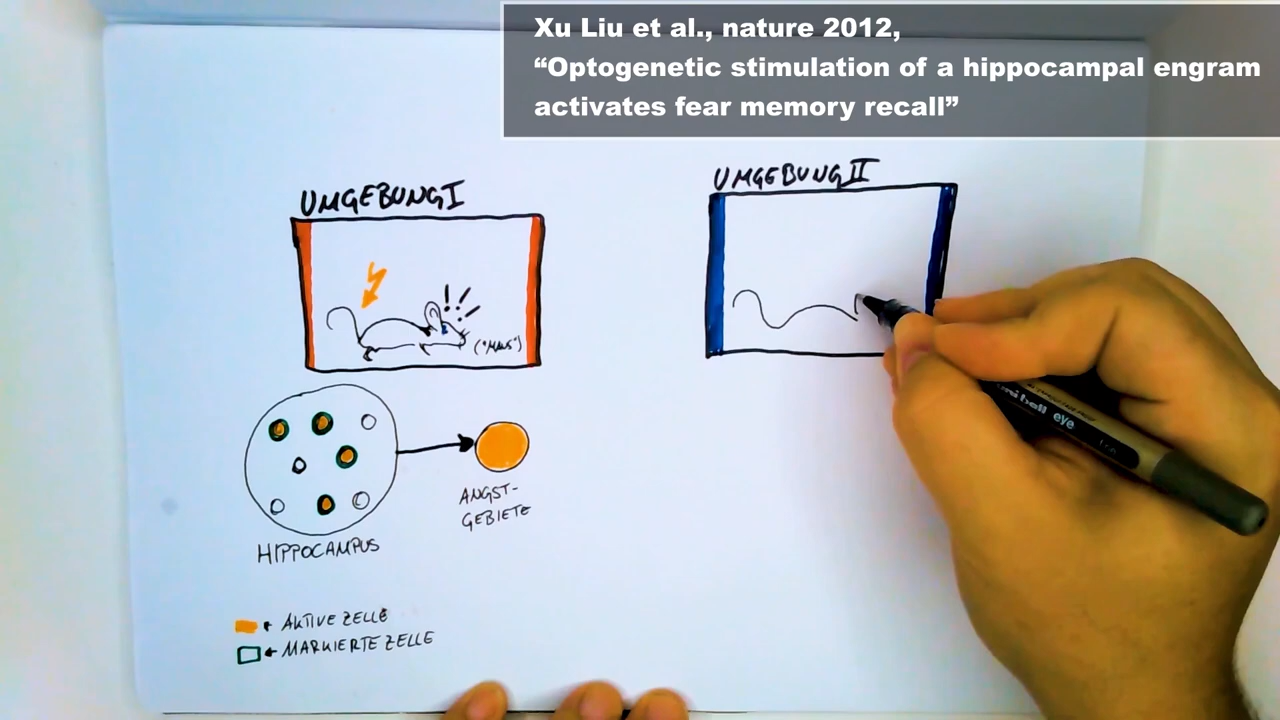 Xu Liu et al., nature 2012,
“Optogenetic stimulation of a hippocampal engram
activates fear memory recall”
UMGEBUNG I
UMGEBUNG II
("MAUS")
ANGST-
GEBIETE
HIPPOCAMPUS
AKTIVE ZELLE
MARKIERTE ZELLE
uni-ball eye